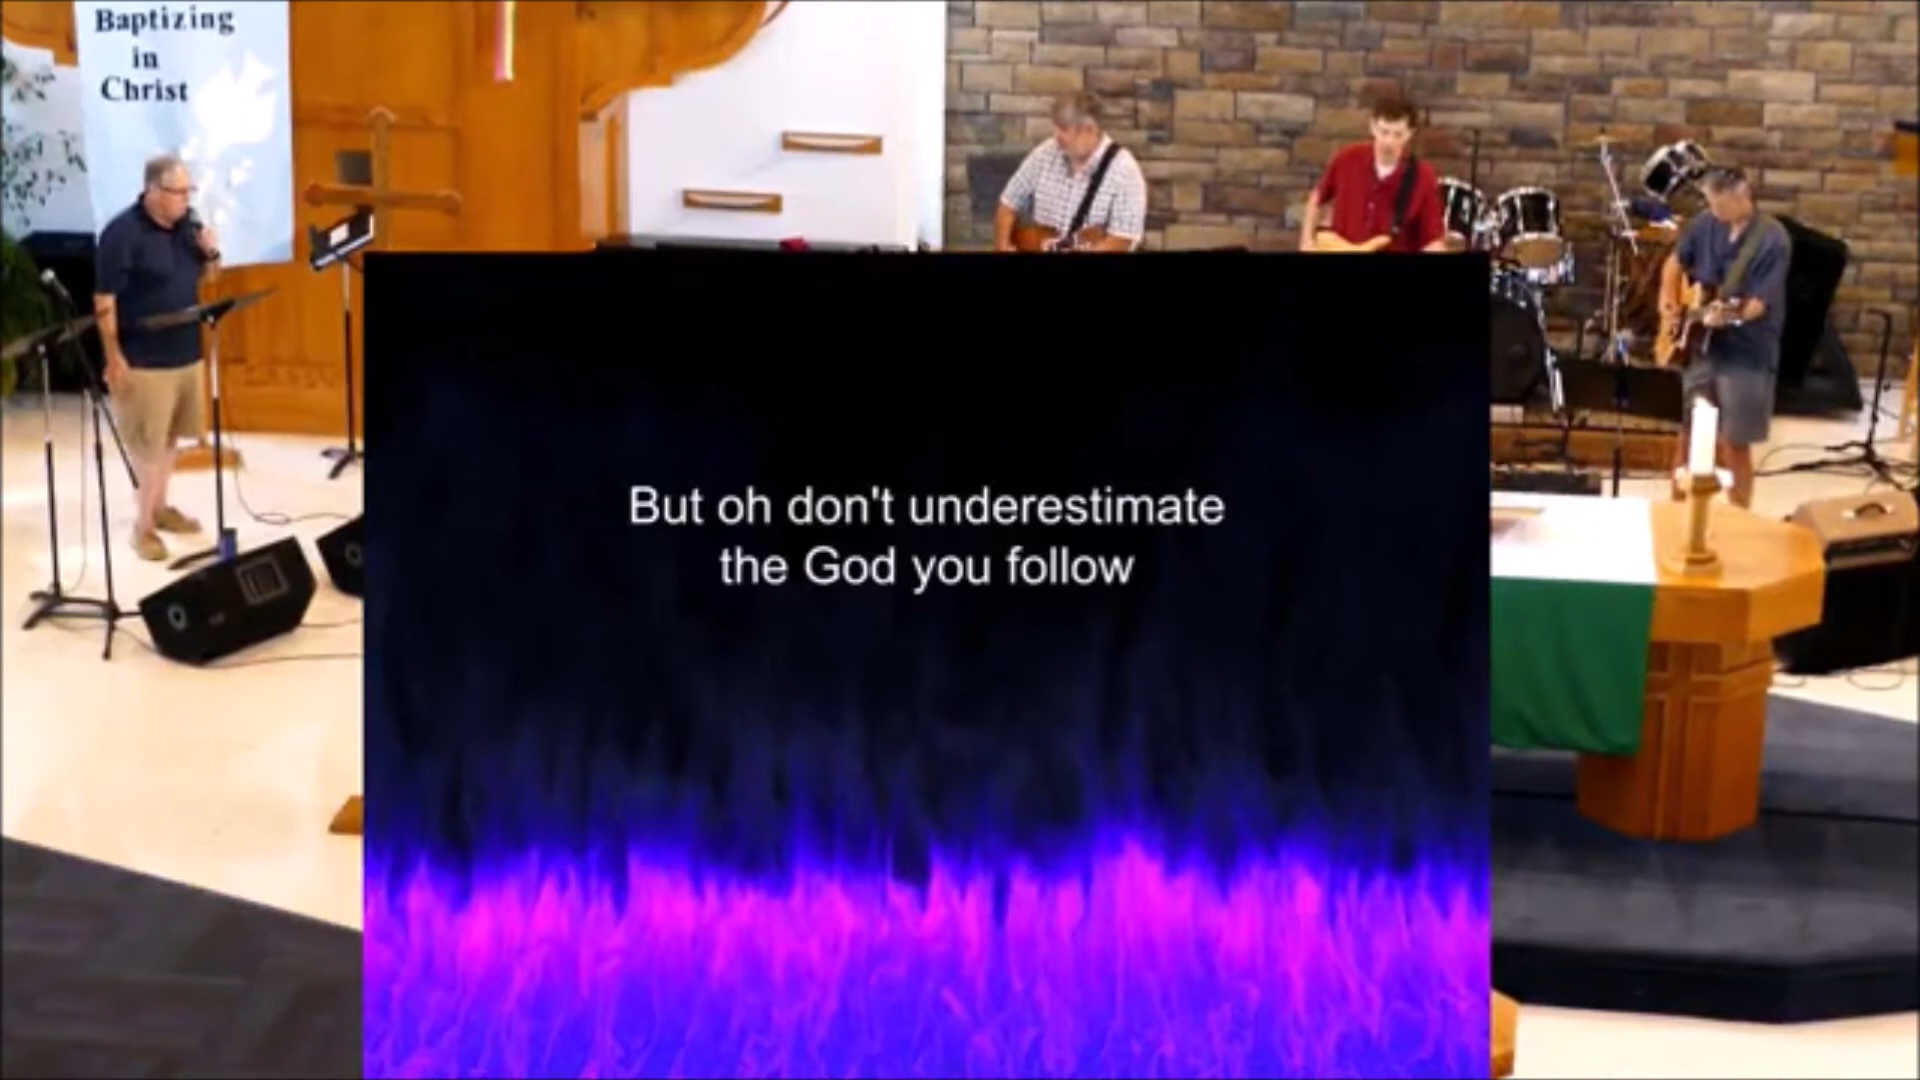 Baptizing
in
Christ
But oh don't underestimate
the God you follow